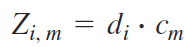 Z_{i, m} = d_i · c_m